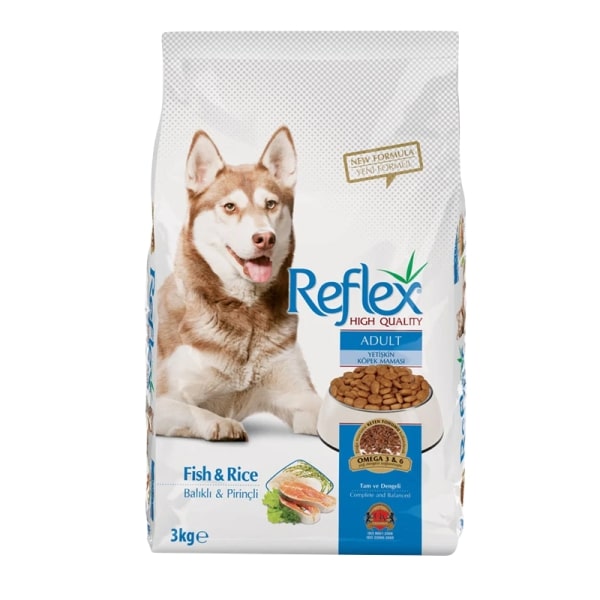 NEW FORMULA
YENİ FORMÜL
Reflex
HIGH QUALITY
ADULT
YETİŞKİN
KÖPEK MAMASI
OMEGA 3 & 6
Fish & Rice
Balıklı & Pirinçli
Tam ve Dengeli
Complete and Balanced
3kg℮